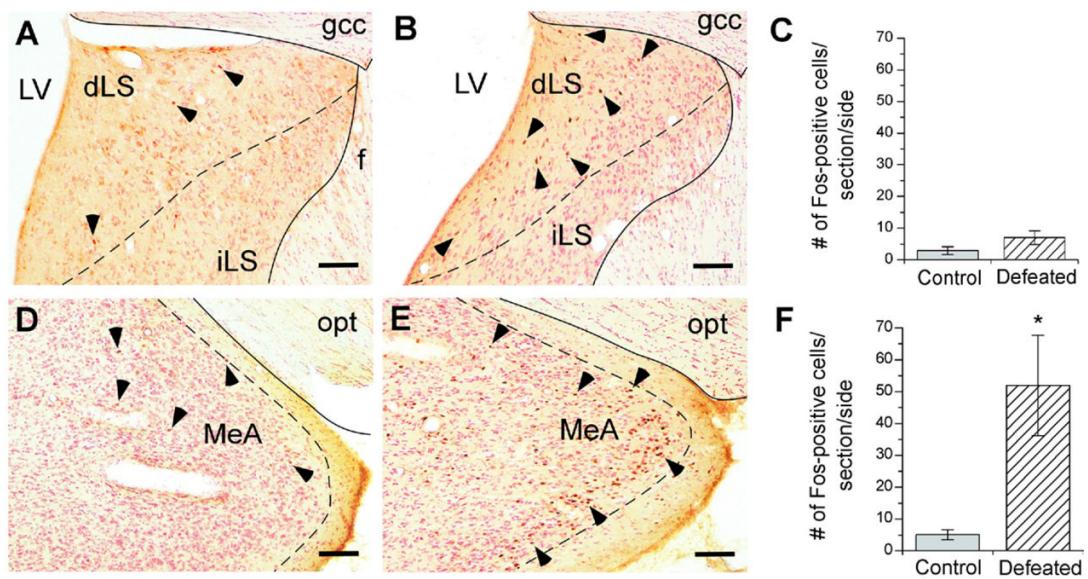 A
gcc
LV
dLS
f
iLS
B
gcc
LV
dLS
iLS
C
# of Fos-positive cells/
section/side
70
60
50
40
30
20
10
0
Control
Defeated
D
opt
MeA
E
opt
MeA
F
# of Fos-positive cells/
section/side
70
60
50
40
30
20
10
0
*
Control
Defeated